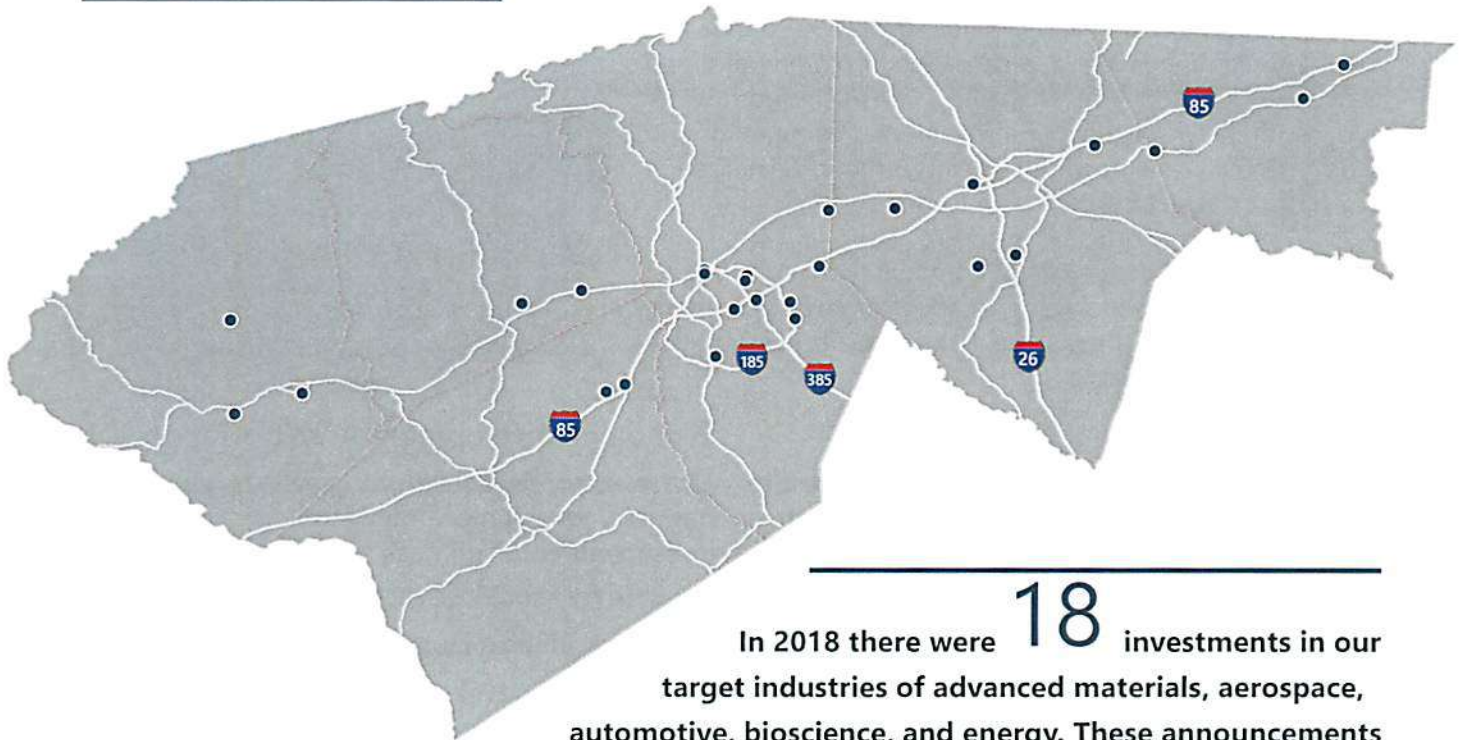 85
26
185
385
85
In 2018 there were 18 investments in our
target industries of advanced materials, aerospace,
automotive, bioscience, and energy. These announcements